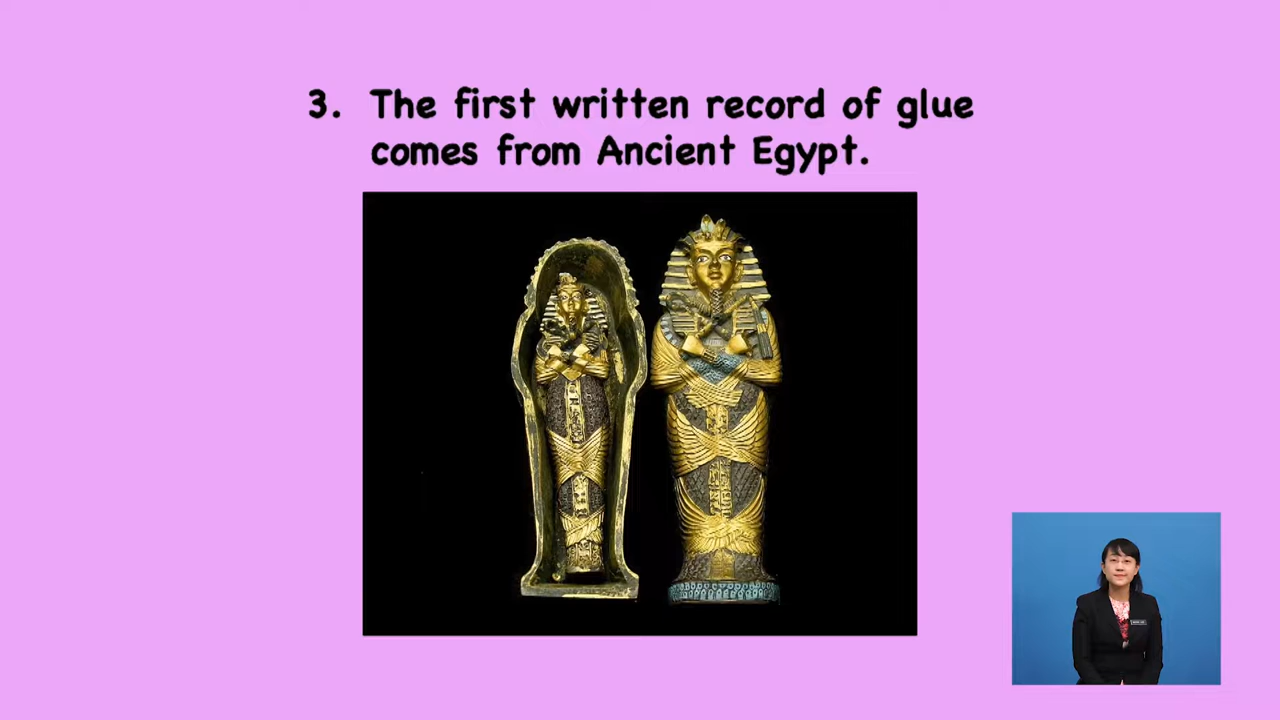 3. The first written record of glue
comes from Ancient Egypt.